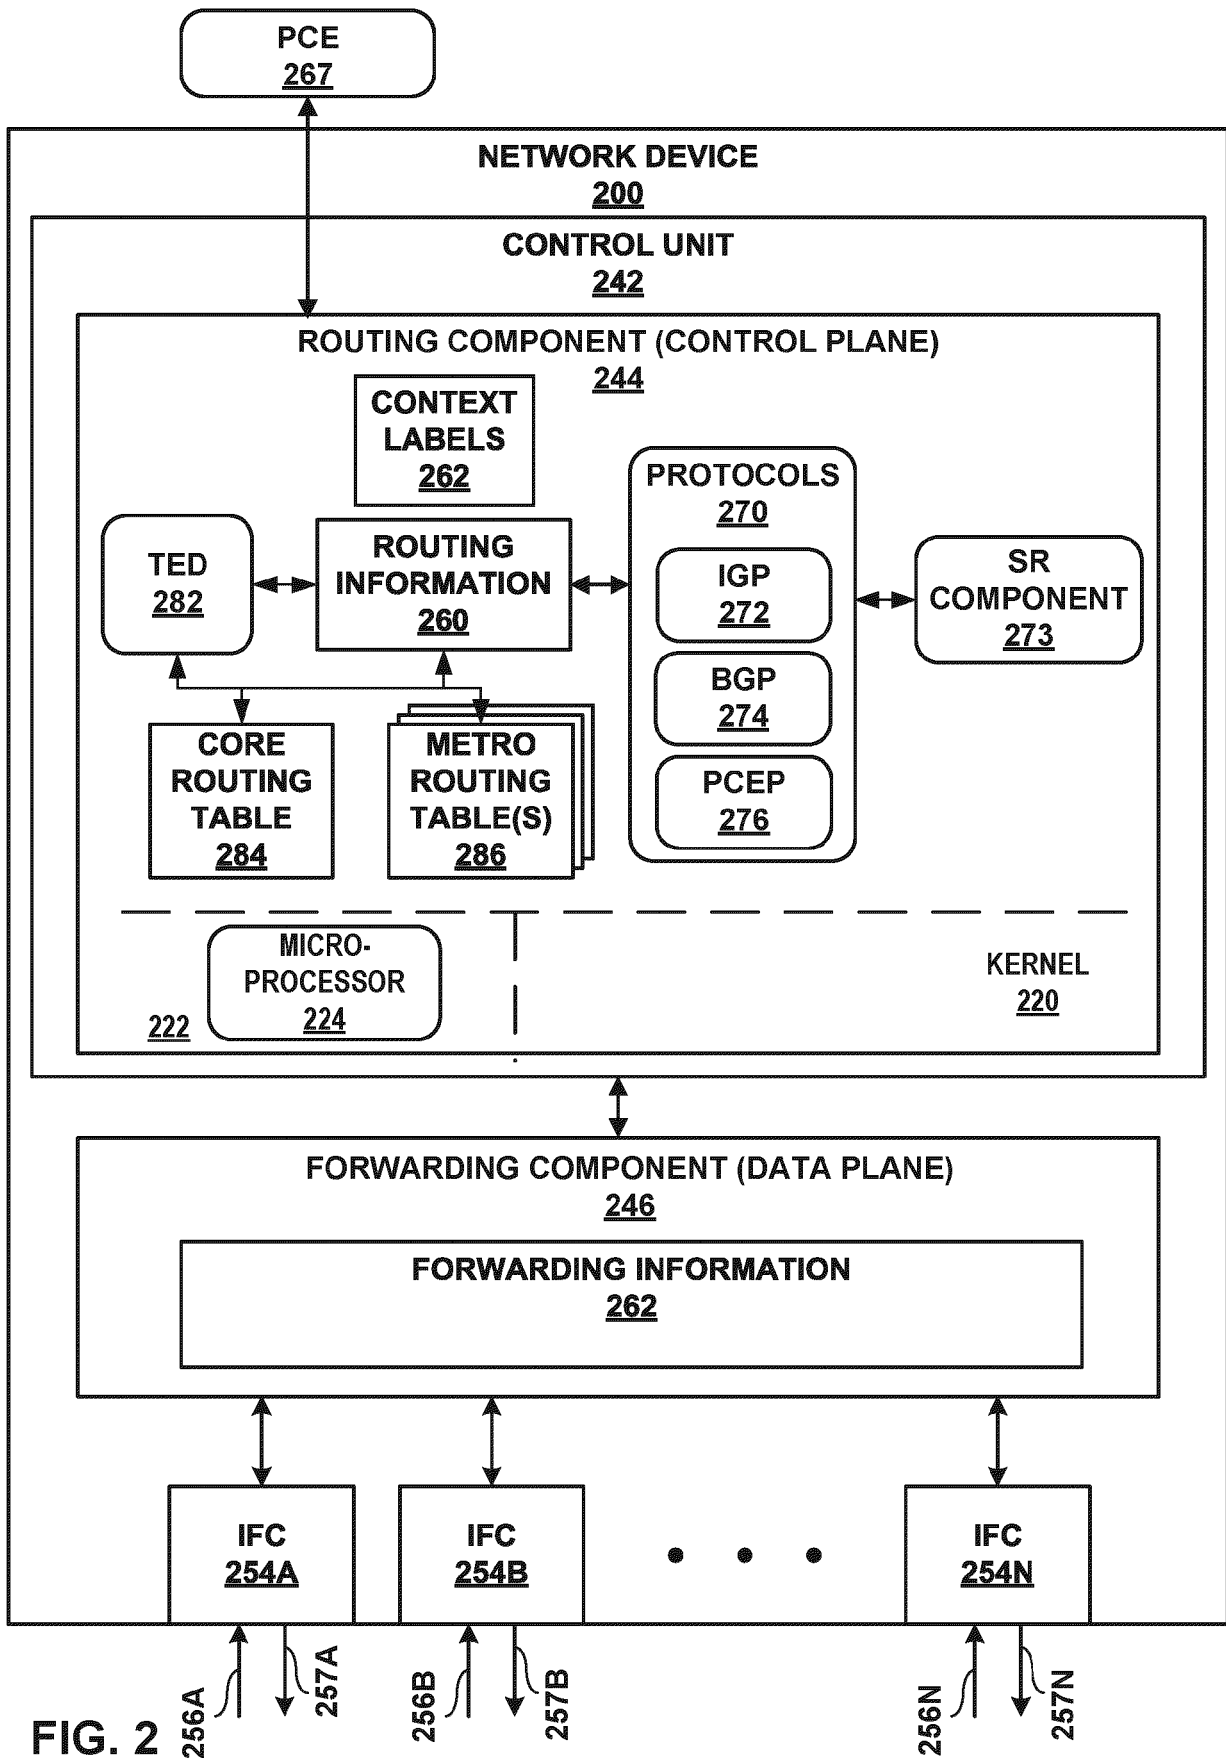 PCE
267
NETWORK DEVICE
200
CONTROL UNIT
242
ROUTING COMPONENT (CONTROL PLANE)
244
CONTEXT
LABELS
262
PROTOCOLS
270
TED
282
ROUTING
INFORMATION
260
IGP
272
SR
COMPONENT
273
BGP
274
CORE
ROUTING
TABLE
284
METRO
ROUTING
TABLE(S)
286
PCEP
276
MICRO-
PROCESSOR
224
222
KERNEL
220
FORWARDING COMPONENT (DATA PLANE)
246
FORWARDING INFORMATION
262
IFC
254A
IFC
254B
• • •
IFC
254N
256A
257A
256B
257B
256N
257N
FIG. 2